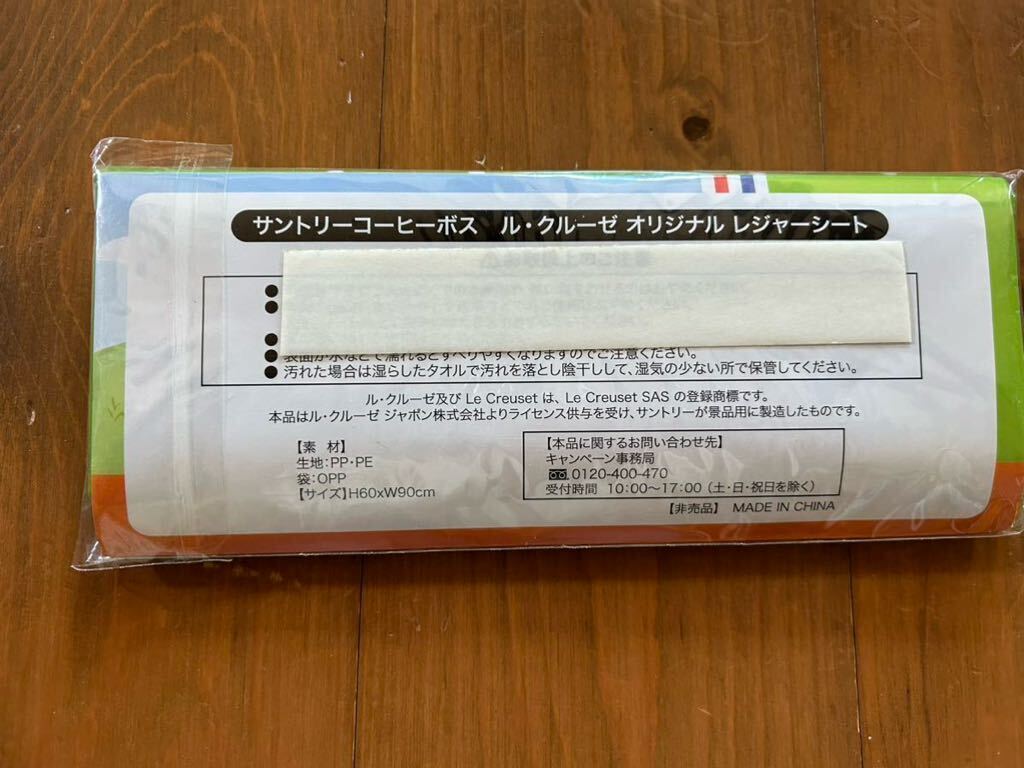 サントリーコーヒーボス ル・クルーゼ オリジナル レジャーシート
●
●
●
● 表面が水などで濡れるとすべりやすくなりますのでご注意ください。
● 汚れた場合は湿らしたタオルで汚れを落とし陰干しして、湿気の少ない所で保管してください。
ル・クルーゼ及び Le Creuset は、Le Creuset SAS の登録商標です。
本品はル・クルーゼ ジャポン株式会社よりライセンス供与を受け、サントリーが景品用に製造したものです。
【素 材】
生地:PP・PE
袋:OPP
【サイズ】H60xW90cm
【本品に関するお問い合わせ先】
キャンペーン事務局
0120-400-470
受付時間 10:00～17:00（土・日・祝日を除く）
【非売品】 MADE IN CHINA